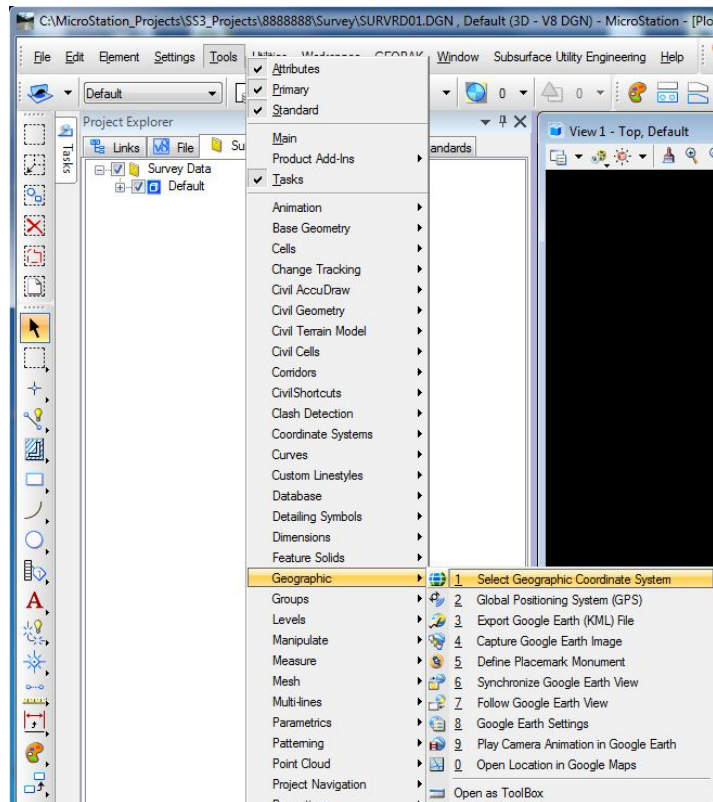 C:\MicroStation_Projects\SS3_Projects\8888888\Survey\SURVRD01.DGN , Default (3D - V8 DGN) - MicroStation - [Plo
File Edit Element Settings Tools Window Subsurface Utility Engineering Help
Default 0 0
Project Explorer
Links File Su andards
Tasks
Survey Data
Default
View 1 - Top, Default
Attributes
Primary
Standard
Main
Product Add-Ins
Tasks
Animation
Base Geometry
Cells
Change Tracking
Civil AccuDraw
Civil Geometry
Civil Terrain Model
Civil Cells
Corridors
CivilShortcuts
Clash Detection
Coordinate Systems
Curves
Custom Linestyles
Database
Detailing Symbols
Dimensions
Feature Solids
Geographic
Groups
Levels
Manipulate
Measure
Mesh
Multi-lines
Parametrics
Patterning
Point Cloud
Project Navigation
1 Select Geographic Coordinate System
2 Global Positioning System (GPS)
3 Export Google Earth (KML) File
4 Capture Google Earth Image
5 Define Placemark Monument
6 Synchronize Google Earth View
7 Follow Google Earth View
8 Google Earth Settings
9 Play Camera Animation in Google Earth
0 Open Location in Google Maps
Open as ToolBox